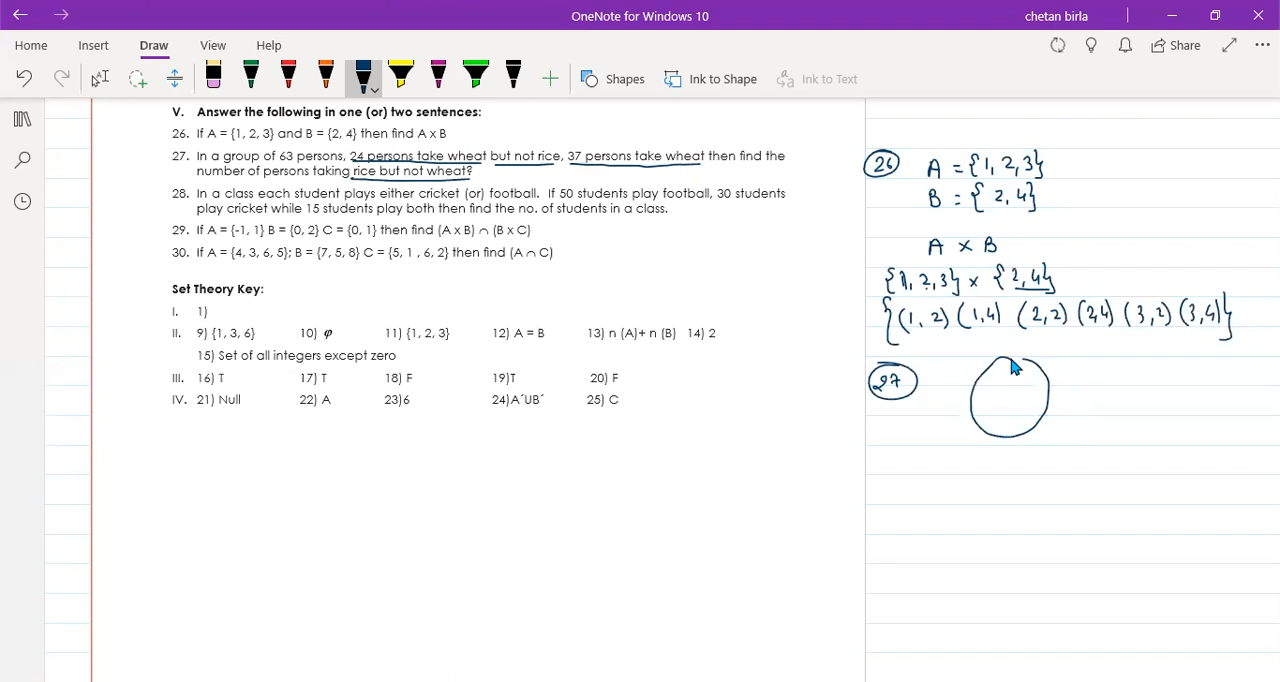 OneNote for Windows 10
chetan birla
Home Insert Draw View Help
Share
Shapes
Ink to Shape
Ink to Text
V. Answer the following in one (or) two sentences:
26. If A = {1, 2, 3} and B = {2, 4} then find A x B
27. In a group of 63 persons, 24 persons take wheat but not rice, 37 persons take wheat then find the
number of persons taking rice but not wheat?
28. In a class each student plays either cricket (or) football. If 50 students play football, 30 students
play cricket while 15 students play both then find the no. of students in a class.
29. If A = {-1, 1} B = {0, 2} C = {0, 1} then find (A x B) ∩ (B x C)
30. If A = {4, 3, 6, 5}; B = {7, 5, 8} C = {5, 1 , 6, 2} then find (A ∩ C)
Set Theory Key:
I. 1)
II. 9) {1, 3, 6} 10) φ 11) {1, 2, 3} 12) A = B 13) n (A)+ n (B) 14) 2
15) Set of all integers except zero
III. 16) T 17) T 18) F 19)T 20) F
IV. 21) Null 22) A 23)6 24)A´UB´ 25) C
26 A = {1, 2, 3}
B = { 2, 4}
A × B
{1, 2, 3} × { 2, 4}
{(1, 2) (1,4) (2,2) (2,4) (3,2) (3,4)}
27